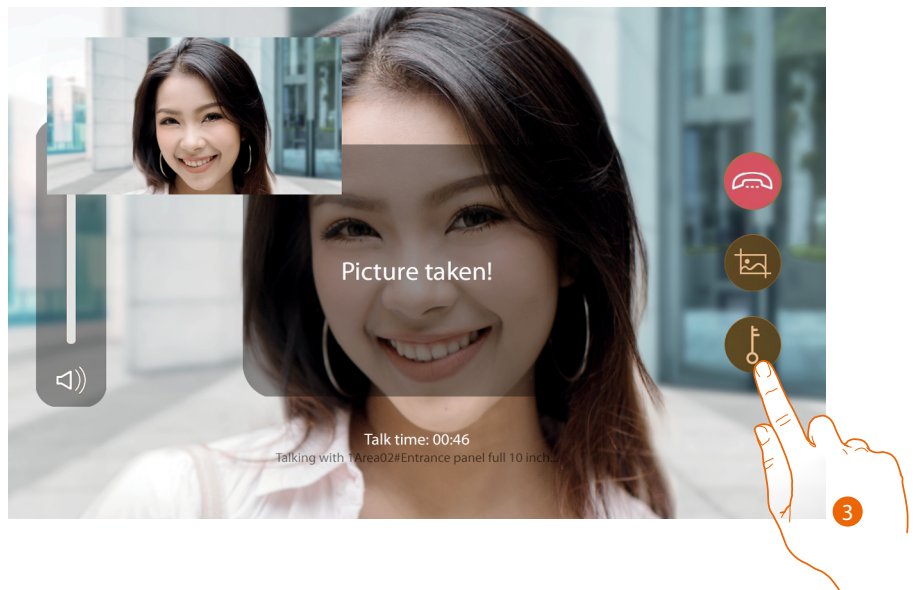 Picture taken!
Talk time: 00:46
Talking with 1Area02#Entrance panel full 10 inch...
3